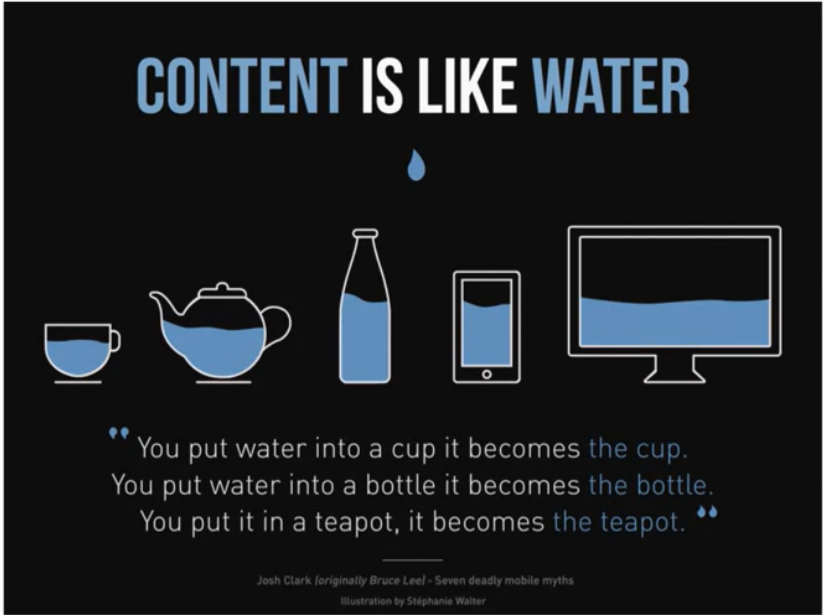 CONTENT IS LIKE WATER
" You put water into a cup it becomes the cup.
You put water into a bottle it becomes the bottle.
You put it in a teapot, it becomes the teapot. "
Josh Clark (originally Bruce Lee) - Seven deadly mobile myths
Illustration by Stéphanie Walter